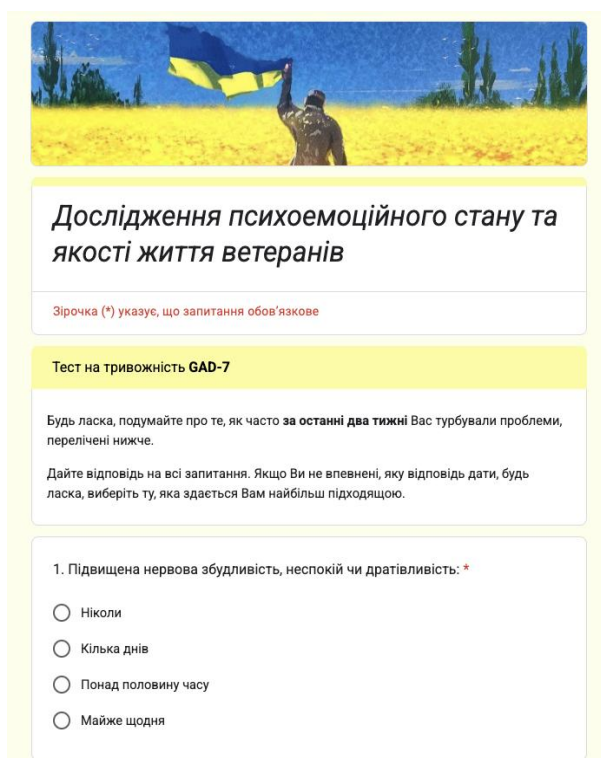 Дослідження психоемоційного стану та
якості життя ветеранів
Зірочка (*) указує, що запитання обов’язкове
Тест на тривожність GAD-7
Будь ласка, подумайте про те, як часто за останні два тижні Вас турбували проблеми,
перелічені нижче.
Дайте відповідь на всі запитання. Якщо Ви не впевнені, яку відповідь дати, будь
ласка, виберіть ту, яка здається Вам найбільш підходящою.
1. Підвищена нервова збудливість, неспокій чи дратівливість: *
Ніколи
Кілька днів
Понад половину часу
Майже щодня